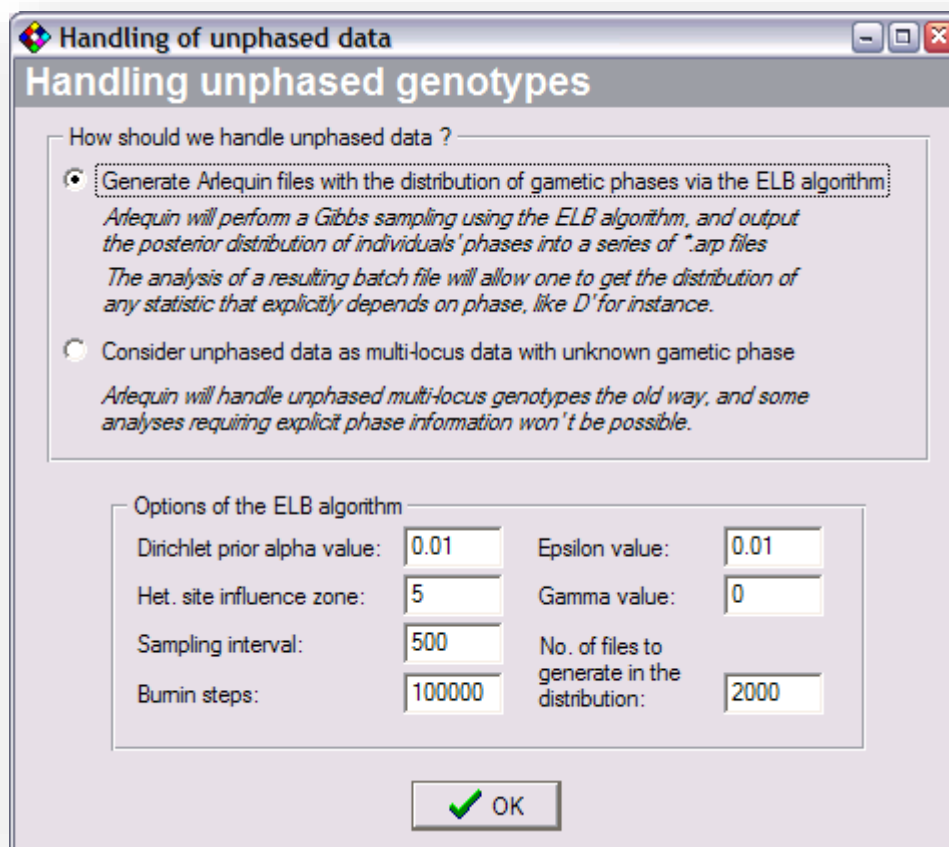 Handling of unphased data
Handling unphased genotypes
How should we handle unphased data ?
Generate Arlequin files with the distribution of gametic phases via the ELB algorithm
Arlequin will perform a Gibbs sampling using the ELB algorithm, and output
the posterior distribution of individuals' phases into a series of *.arp files
The analysis of a resulting batch file will allow one to get the distribution of
any statistic that explicitly depends on phase, like D' for instance.
Consider unphased data as multi-locus data with unknown gametic phase
Arlequin will handle unphased multi-locus genotypes the old way, and some
analyses requiring explicit phase information won't be possible.
Options of the ELB algorithm
Dirichlet prior alpha value: 0.01 Epsilon value: 0.01
Het. site influence zone: 5 Gamma value: 0
Sampling interval: 500
Burnin steps: 100000
No. of files to
generate in the
distribution: 2000
OK